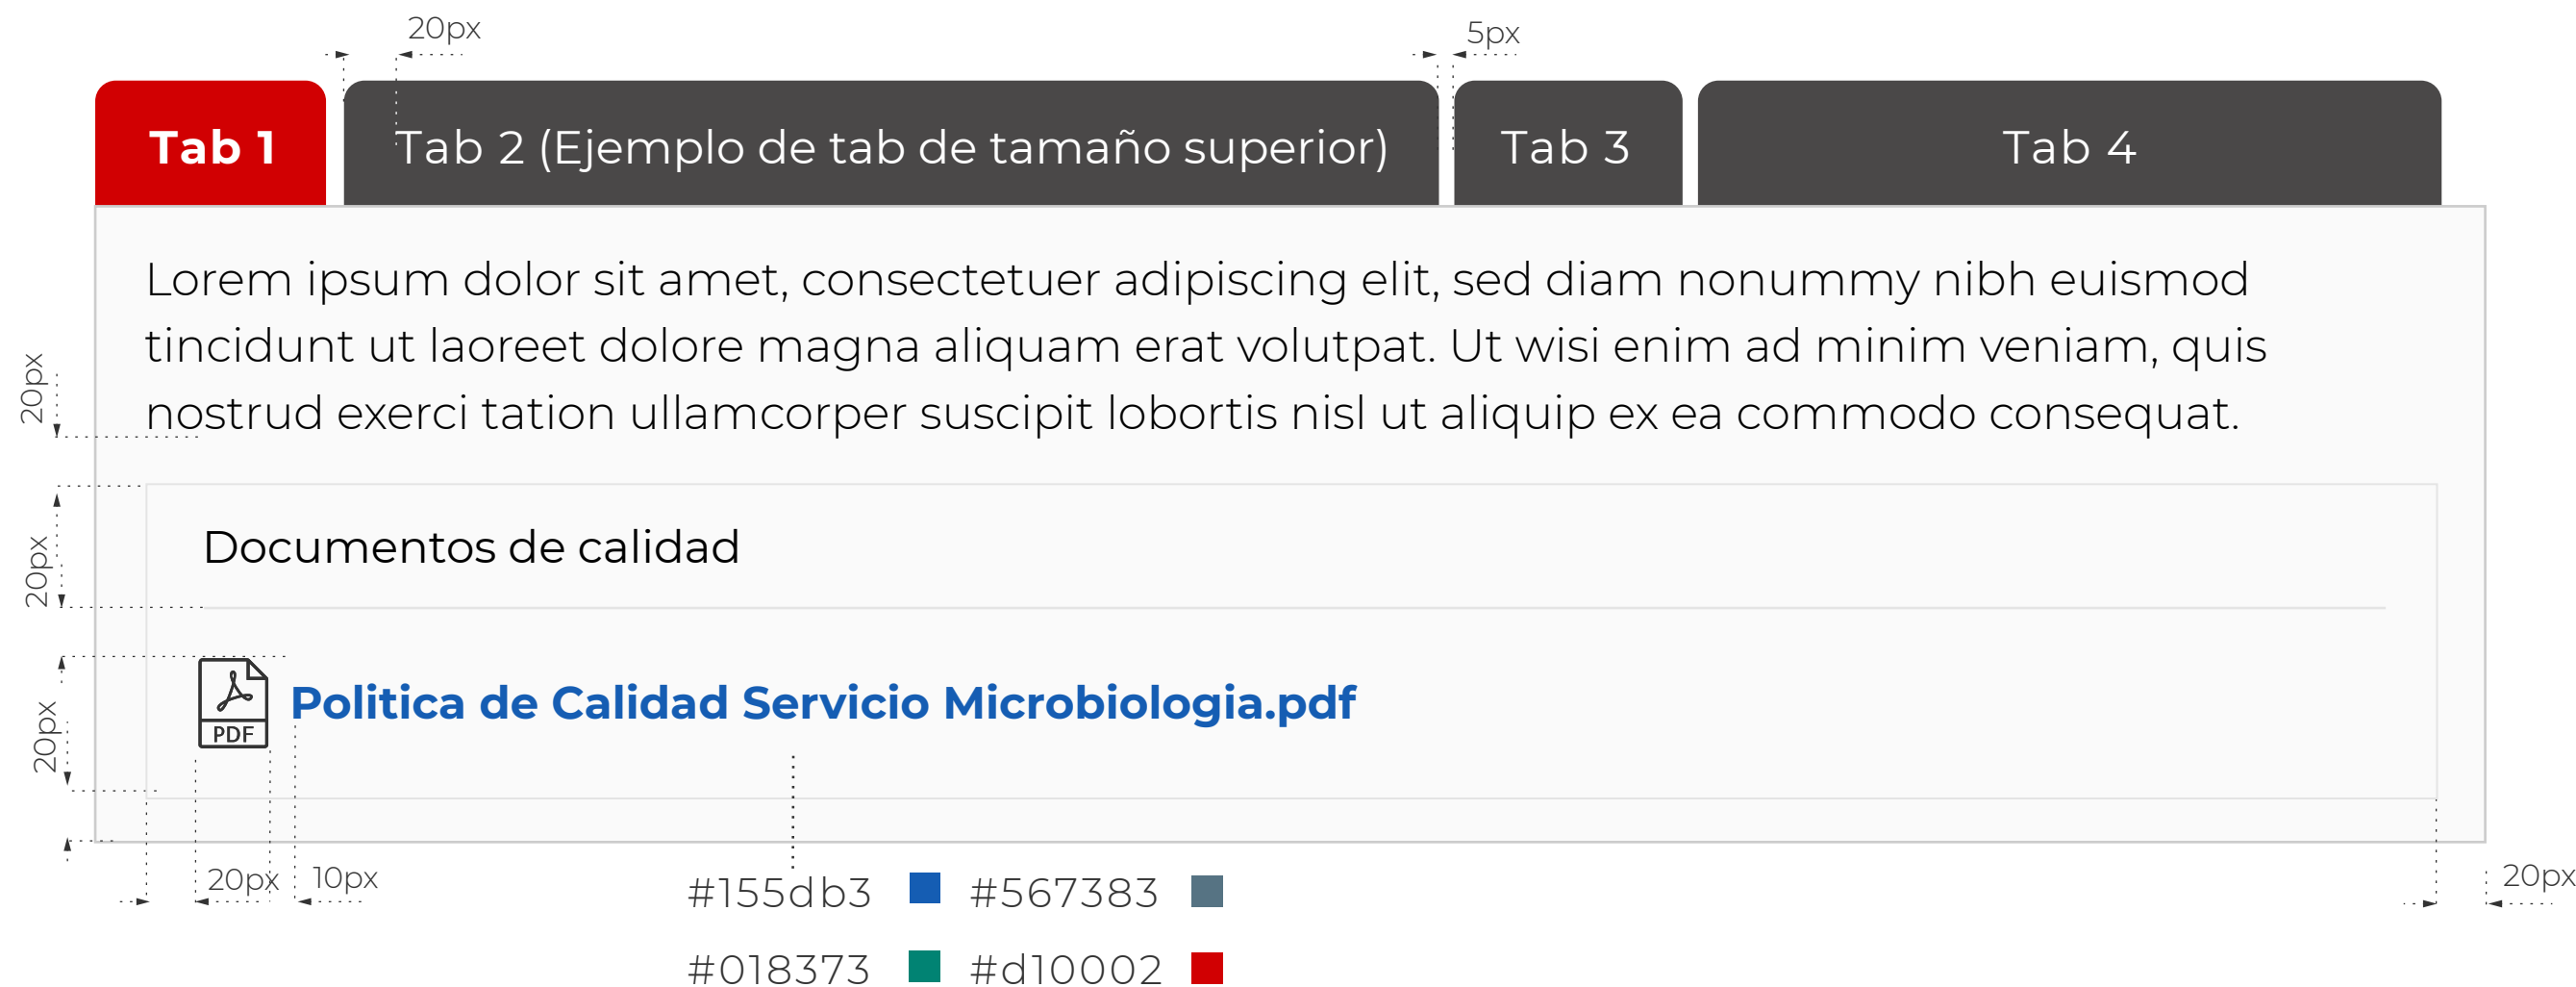 20px
5px
Tab 1
Tab 2 (Ejemplo de tab de tamaño superior)
Tab 3
Tab 4
Lorem ipsum dolor sit amet, consectetuer adipiscing elit, sed diam nonummy nibh euismod
tincidunt ut laoreet dolore magna aliquam erat volutpat. Ut wisi enim ad minim veniam, quis
nostrud exerci tation ullamcorper suscipit lobortis nisl ut aliquip ex ea commodo consequat.
20px
Documentos de calidad
20px
PDF
Politica de Calidad Servicio Microbiologia.pdf
20px
20px
10px
#155db3
#567383
20px
#018373
#d10002